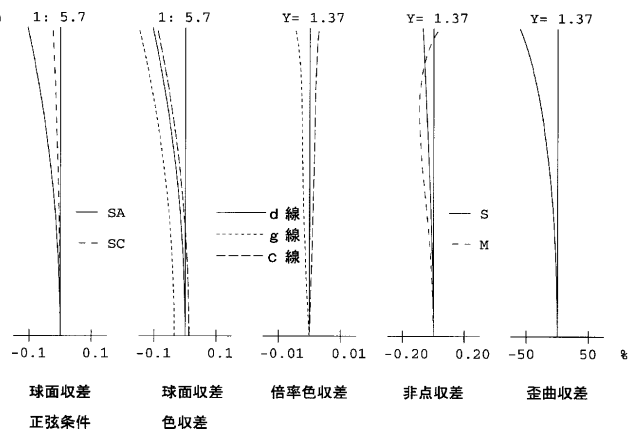 1: 5.7
1: 5.7
Y= 1.37
Y= 1.37
Y= 1.37
SA
SC
d 線
g 線
c 線
S
M
-0.1 0.1
-0.1 0.1
-0.01 0.01
-0.20 0.20
-50 50 %
球面収差
正弦条件
球面収差
色収差
倍率色収差
非点収差
歪曲収差